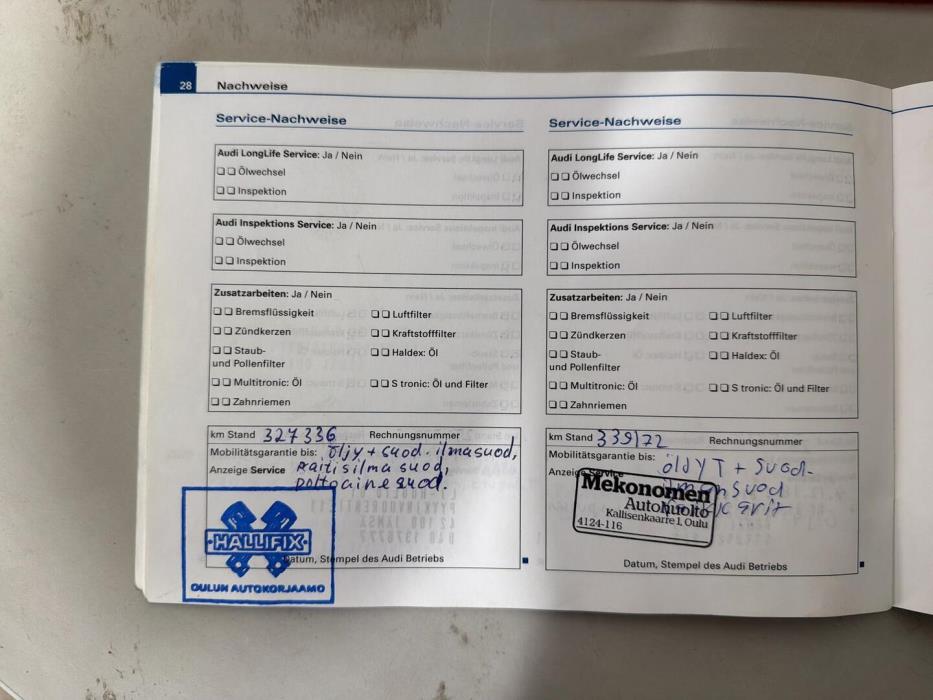 28 Nachweise
Service-Nachweise
Audi LongLife Service: Ja / Nein
Ölwechsel
Inspektion
Audi Inspektions Service: Ja / Nein
Ölwechsel
Inspektion
Zusatzarbeiten: Ja / Nein
Bremsflüssigkeit Luftfilter
Zündkerzen Kraftstofffilter
Staub- Haldex: Öl
und Pollenfilter
Multitronic: Öl S tronic: Öl und Filter
Zahnriemen
km Stand 327336 Rechnungsnummer
Mobilitätsgarantie bis: öljy + suod. ilmasuod,
Anzeige Service raitisilma suod,
poltoainesuod.
HALLIFIX
OULUN AUTOKORJAAMO
Datum, Stempel des Audi Betriebs
Service-Nachweise
Audi LongLife Service: Ja / Nein
Ölwechsel
Inspektion
Audi Inspektions Service: Ja / Nein
Ölwechsel
Inspektion
Zusatzarbeiten: Ja / Nein
Bremsflüssigkeit Luftfilter
Zündkerzen Kraftstofffilter
Staub- Haldex: Öl
und Pollenfilter
Multitronic: Öl S tronic: Öl und Filter
Zahnriemen
km Stand 339172 Rechnungsnummer
Mobilitätsgarantie bis:
Anzeige Service öljyT + Suod-
ilmansuod
Mekonomen
Autohuolto
Kallisenkaarre 1, Oulu
4124-116
Datum, Stempel des Audi Betriebs